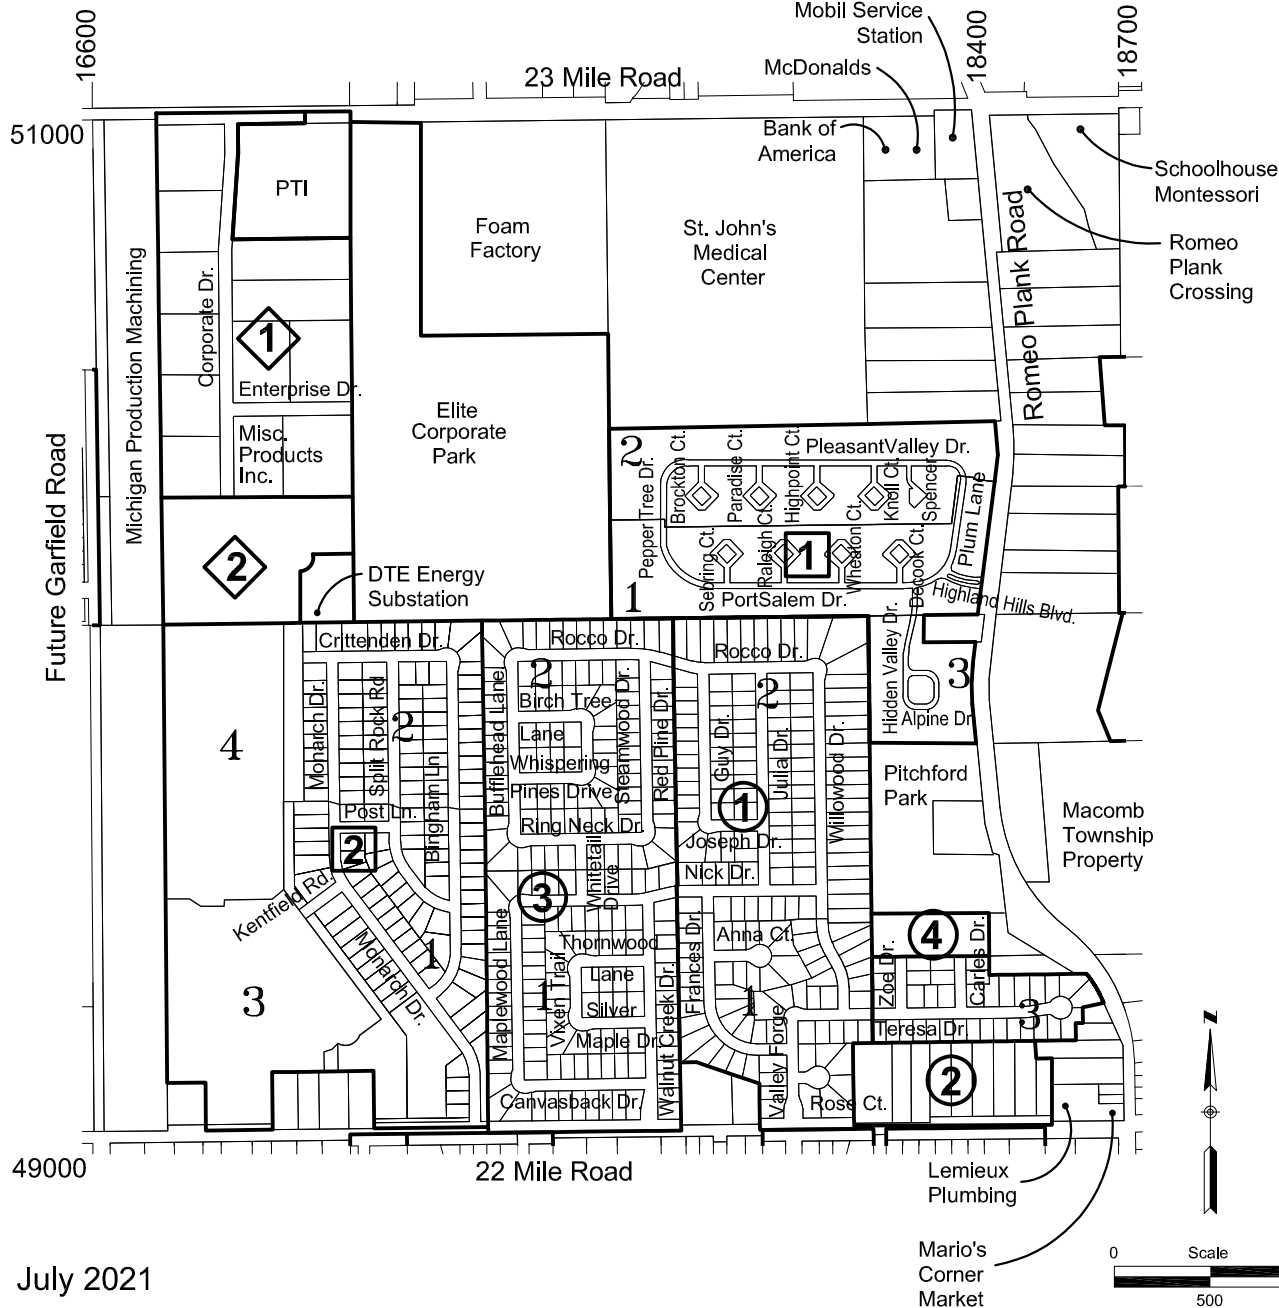 16600
23 Mile Road
Mobil Service
Station
18400
18700
51000
McDonalds
Bank of
America
Schoolhouse
Montessori
Romeo
Plank
Crossing
PTI
Foam
Factory
St. John's
Medical
Center
Romeo Plank Road
Michigan Production Machining
Corporate Dr.
1
Enterprise Dr.
Misc.
Products
Inc.
Elite
Corporate
Park
Future Garfield Road
2
DTE Energy
Substation
2
PleasantValley Dr.
Pepper Tree Dr.
Brockton Ct.
Paradise Ct.
Highpoint Ct.
Knoll Ct.
Spencer
Plum Lane
Sebring Ct.
Raleigh Ct.
1
Wheaton Ct.
Decook Ct.
1
PortSalem Dr.
Highland Hills Blvd.
Hidden Valley Dr.
3
Alpine Dr.
Crittenden Dr.
Rocco Dr.
Rocco Dr.
4
Monarch Dr.
Split Rock Rd
2
Bingham Ln
Post Ln.
2
Kentfield Rd.
Monarch Dr.
1
3
Bufflehead Lane
2
Birch Tree
Lane
Whispering
Pines Drive
Steamwood Dr.
Red Pine Dr.
Ring Neck Dr.
Whitetail
Drive
3
Maplewood Lane
Vixen Trail
1
Thornwood
Lane
Silver
Maple Dr.
Walnut Creek Dr.
Canvasback Dr.
2
Guy Dr.
Julia Dr.
Willowood Dr.
1
Joseph Dr.
Nick Dr.
Frances Dr.
Anna Ct.
1
Valley Forge
Rose Ct.
Pitchford
Park
Macomb
Township
Property
4
Zoe Dr.
Carles Dr.
3
Teresa Dr.
2
49000
22 Mile Road
Lemieux
Plumbing
Mario's
Corner
Market
N
0
Scale
500
July 2021